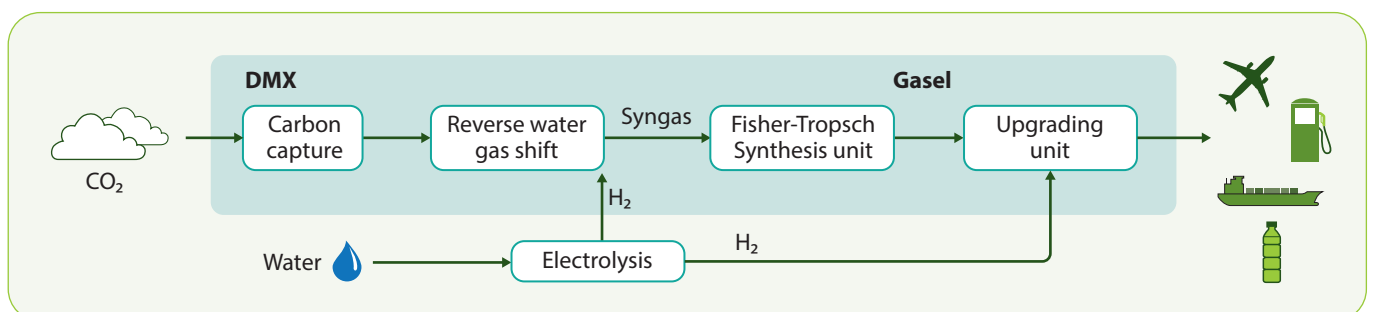 DMX
Gasel
Carbon
capture
Reverse water
gas shift
Syngas
Fisher-Tropsch
Synthesis unit
Upgrading
unit
CO₂
H₂
Water
Electrolysis
H₂